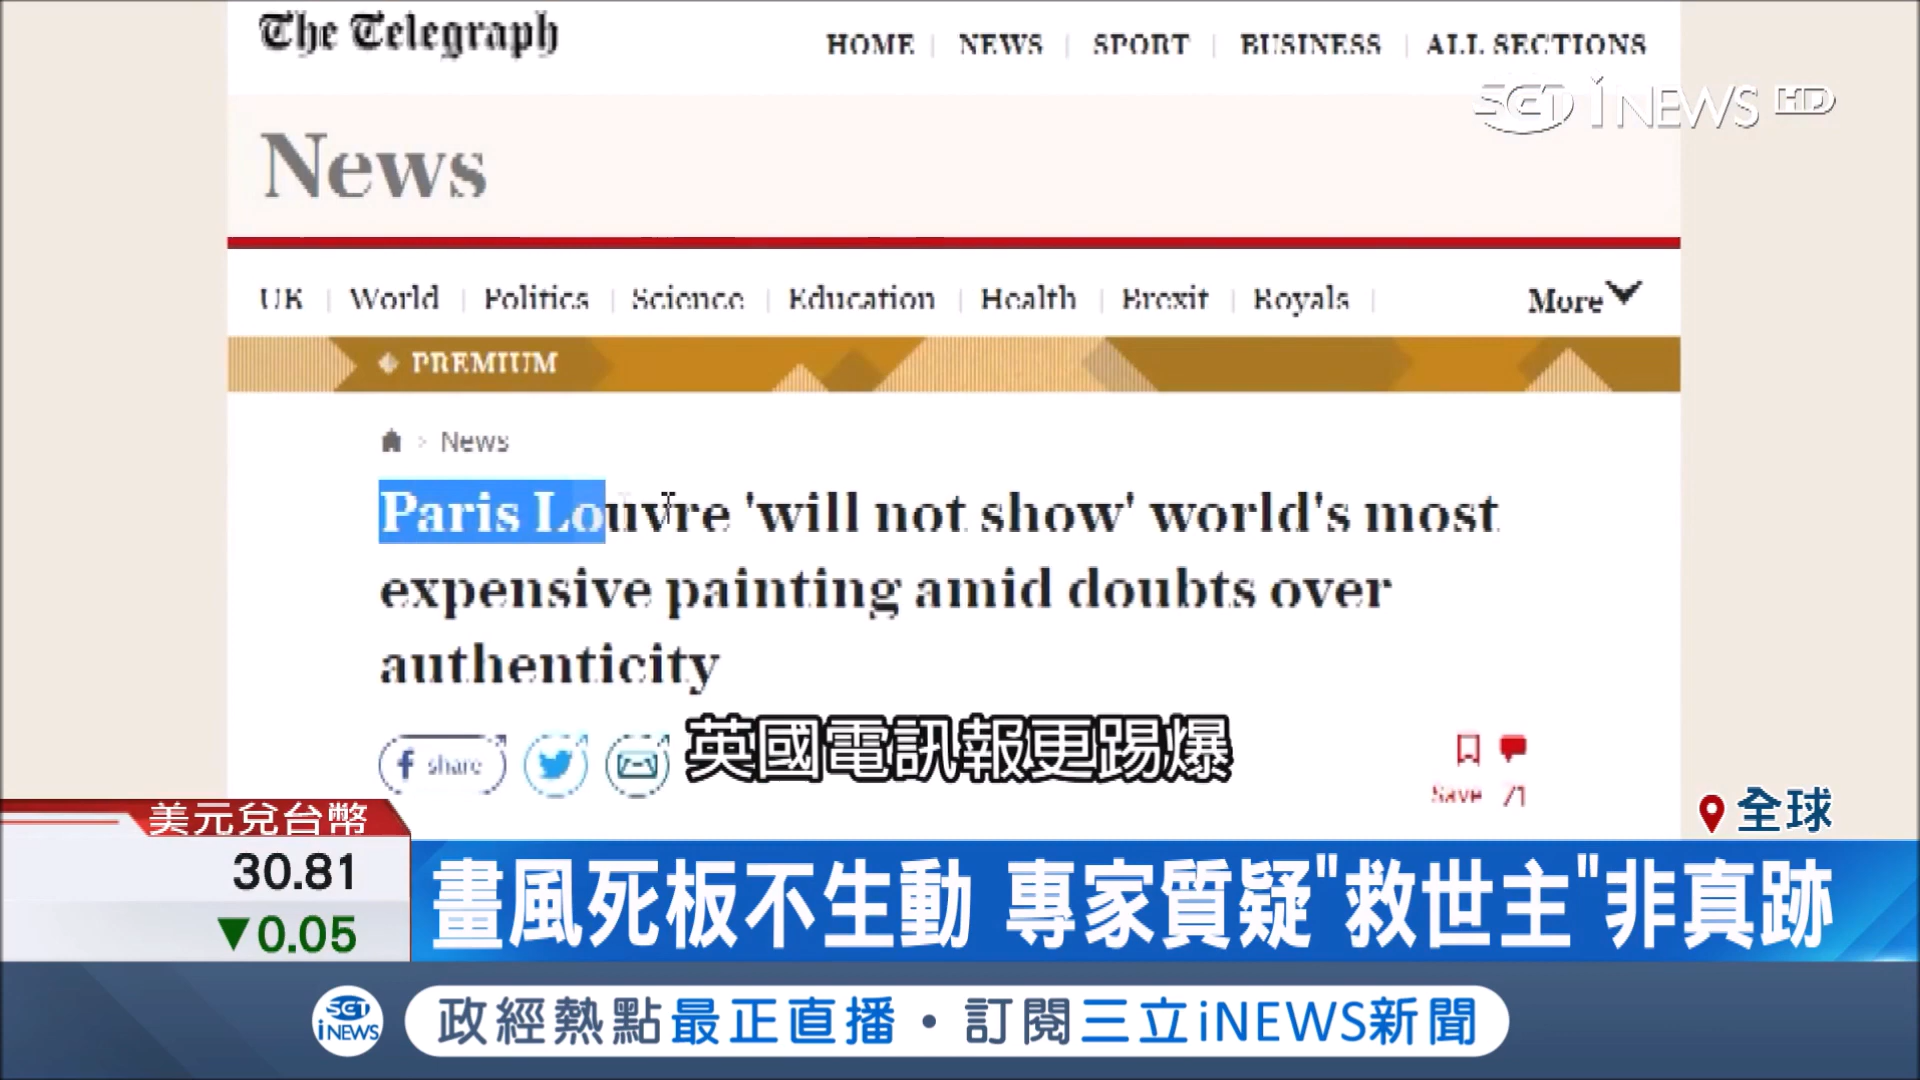 The Telegraph
HOME NEWS SPORT BUSINESS ALL SECTIONS
SET iNEWS HD
News
UK World Politics Science Education Health Brexit Royals More
PREMIUM
News
Paris Louvre 'will not show' world's most
expensive painting amid doubts over
authenticity
share
英國電訊報更踢爆
Save 71
全球
美元兌台幣
30.81
▼0.05
畫風死板不生動 專家質疑"救世主"非真跡
SET iNEWS
政經熱點最正直播・訂閱三立iNEWS新聞